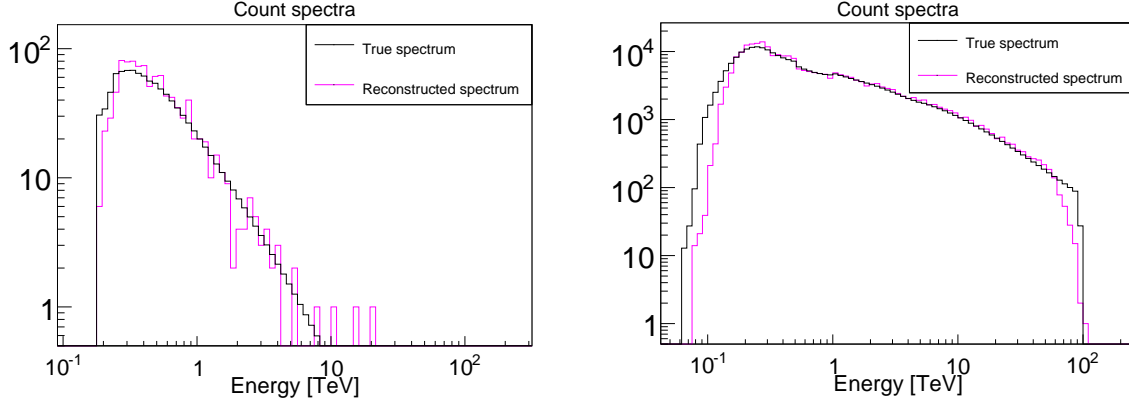 Count spectra
True spectrum
Reconstructed spectrum
10²
10
1
10⁻¹
1
10
10²
Energy [TeV]
Count spectra
True spectrum
Reconstructed spectrum
10⁴
10³
10²
10
1
10⁻¹
1
10
10²
Energy [TeV]